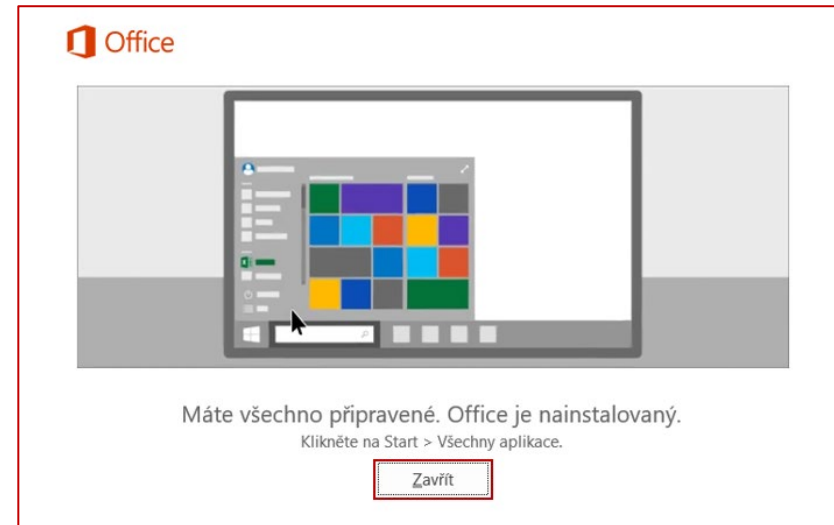 Office
Máte všechno připravené. Office je nainstalovaný.
Klikněte na Start > Všechny aplikace.
Zavřít